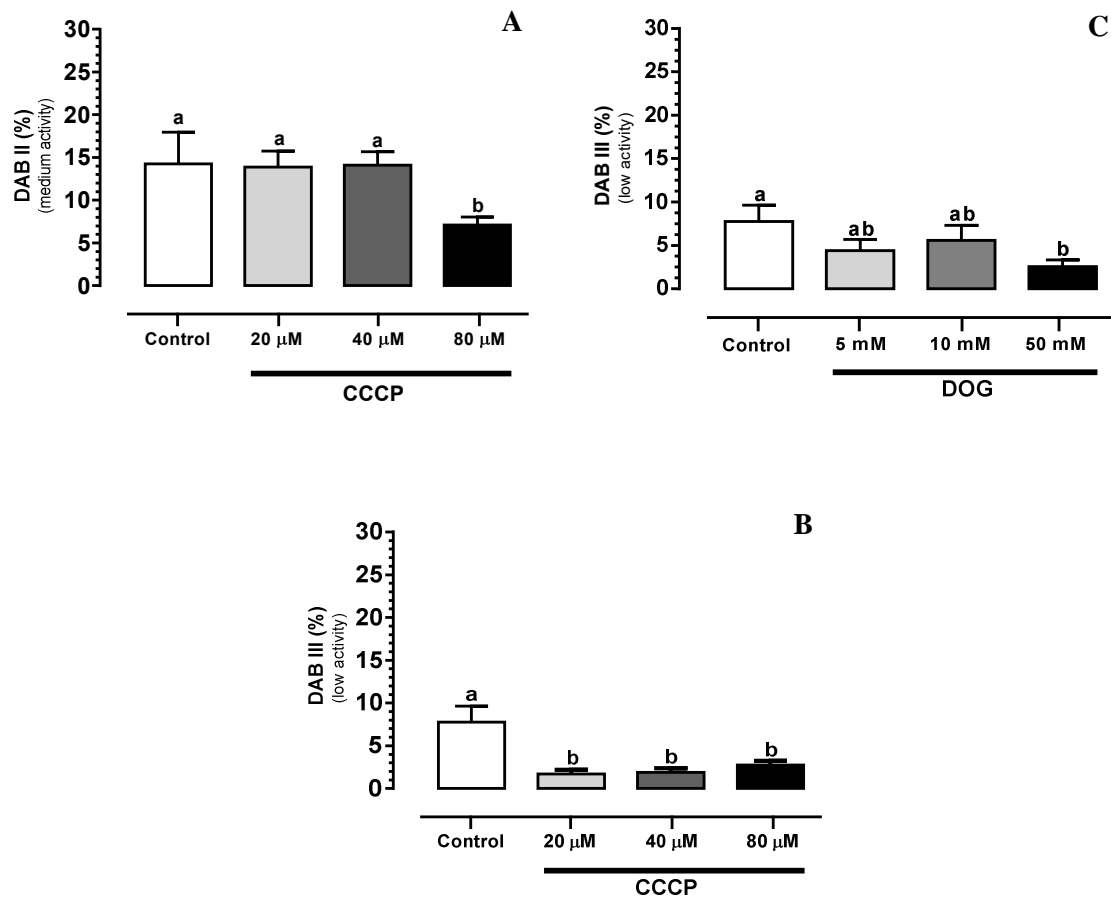 A
DAB II (%)
(medium activity)
30
25
20
15
10
5
0
a
a
a
b
Control
20 μM
40 μM
80 μM
CCCP
C
DAB III (%)
(low activity)
30
25
20
15
10
5
0
a
ab
ab
b
Control
5 mM
10 mM
50 mM
DOG
B
DAB III (%)
(low activity)
30
25
20
15
10
5
0
a
b
b
b
Control
20 μM
40 μM
80 μM
CCCP